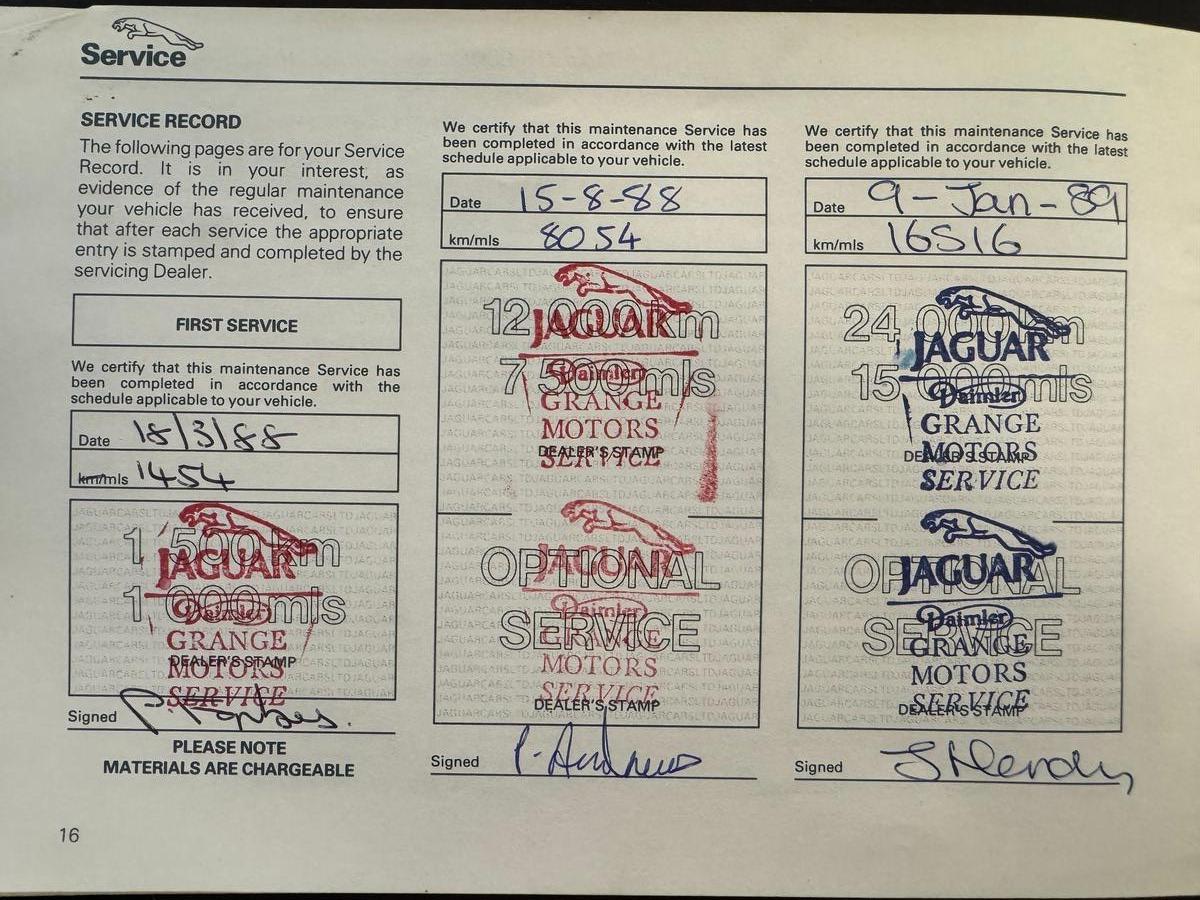 Service
SERVICE RECORD
The following pages are for your Service
Record. It is in your interest, as
evidence of the regular maintenance
your vehicle has received, to ensure
that after each service the appropriate
entry is stamped and completed by the
servicing Dealer.
FIRST SERVICE
We certify that this maintenance Service has
been completed in accordance with the
schedule applicable to your vehicle.
Date 18/3/88
km/mls 1454
1 500 km
JAGUAR
1 000 mls
Daimler
GRANGE
DEALER'S STAMP
MOTORS
SERVICE
Signed
PLEASE NOTE
MATERIALS ARE CHARGEABLE
16
We certify that this maintenance Service has
been completed in accordance with the latest
schedule applicable to your vehicle.
Date 15-8-88
km/mls 8054
12 000 km
JAGUAR
7 500 mls
Daimler
GRANGE
MOTORS
DEALER'S STAMP
SERVICE
JAGUAR
OPTIONAL
Daimler
SERVICE
GRANGE
MOTORS
SERVICE
DEALER'S STAMP
Signed P. Andrews
We certify that this maintenance Service has
been completed in accordance with the latest
schedule applicable to your vehicle.
Date 9-Jan-89
km/mls 16516
24 000 km
JAGUAR
15 000 mls
Daimler
GRANGE
MOTORS
DEALER'S STAMP
SERVICE
JAGUAR
OPTIONAL
Daimler
SERVICE
GRANGE
MOTORS
SERVICE
DEALER'S STAMP
Signed